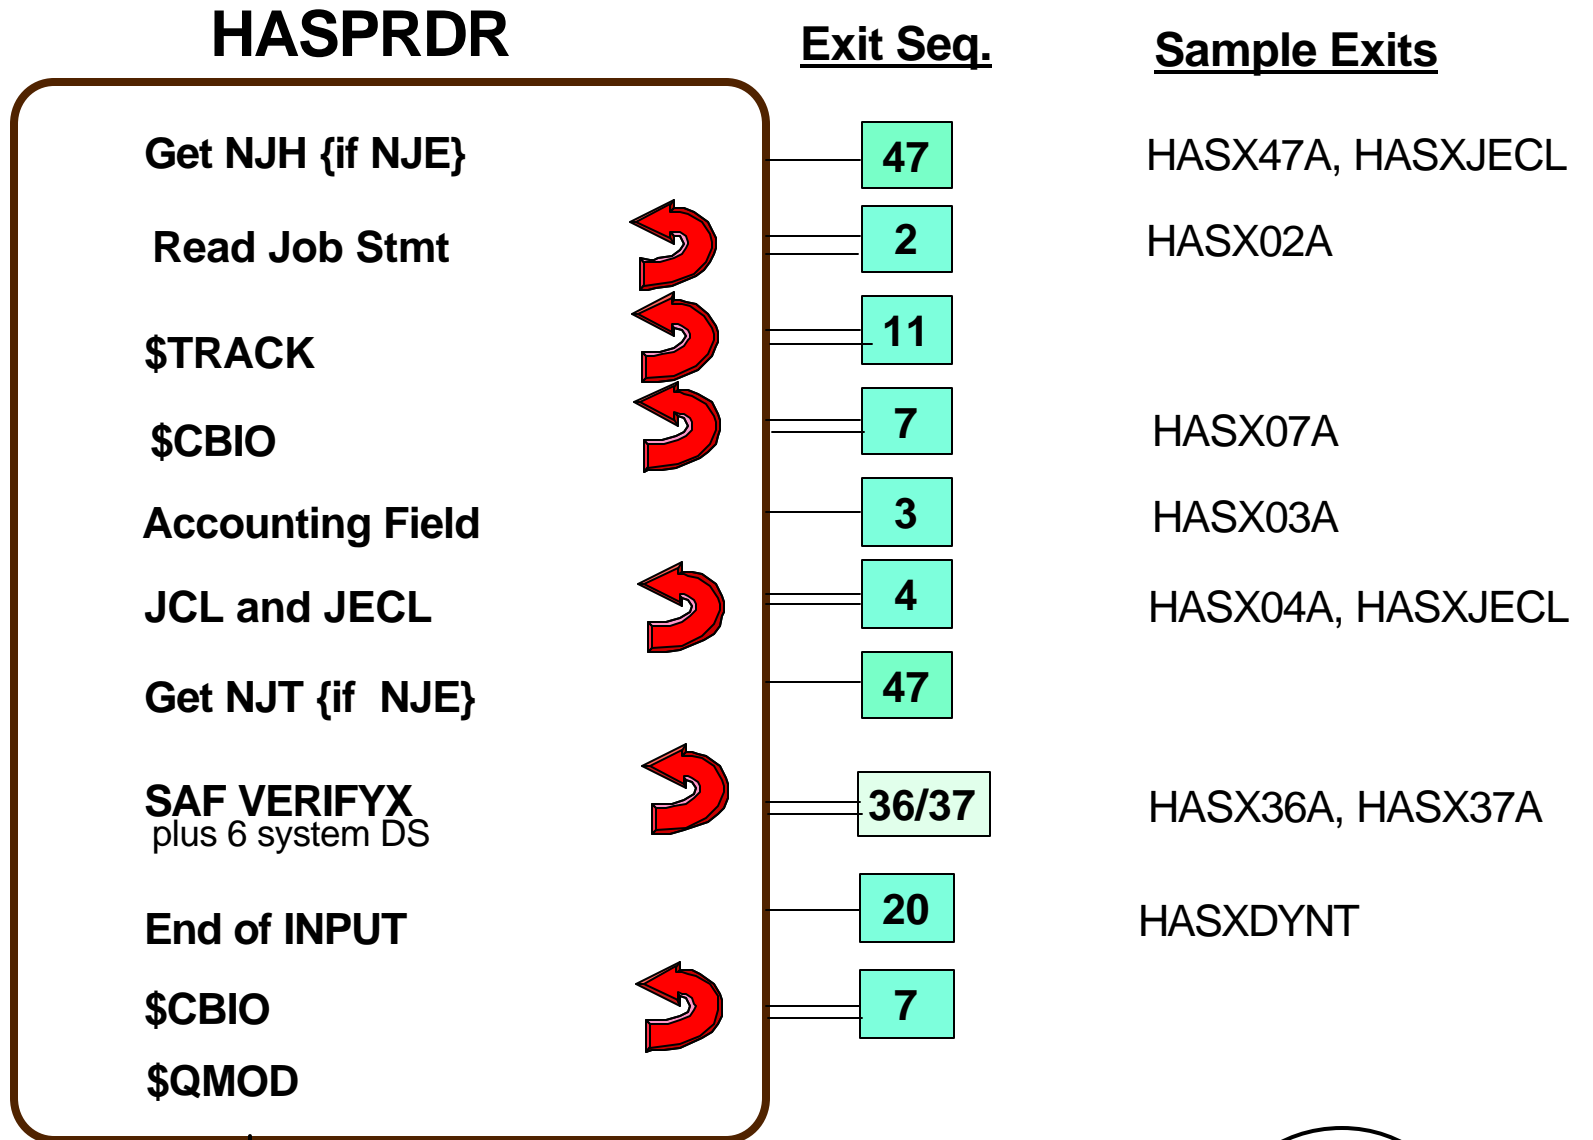 HASPRDR Exit Seq. Sample Exits
Get NJH {if NJE} 47 HASX47A, HASXJECL
Read Job Stmt 2 HASX02A
$TRACK 11
$CBIO 7 HASX07A
Accounting Field 3 HASX03A
JCL and JECL 4 HASX04A, HASXJECL
Get NJT {if NJE} 47
SAF VERIFYX 36/37 HASX36A, HASX37A
plus 6 system DS
End of INPUT 20 HASXDYNT
$CBIO 7
$QMOD